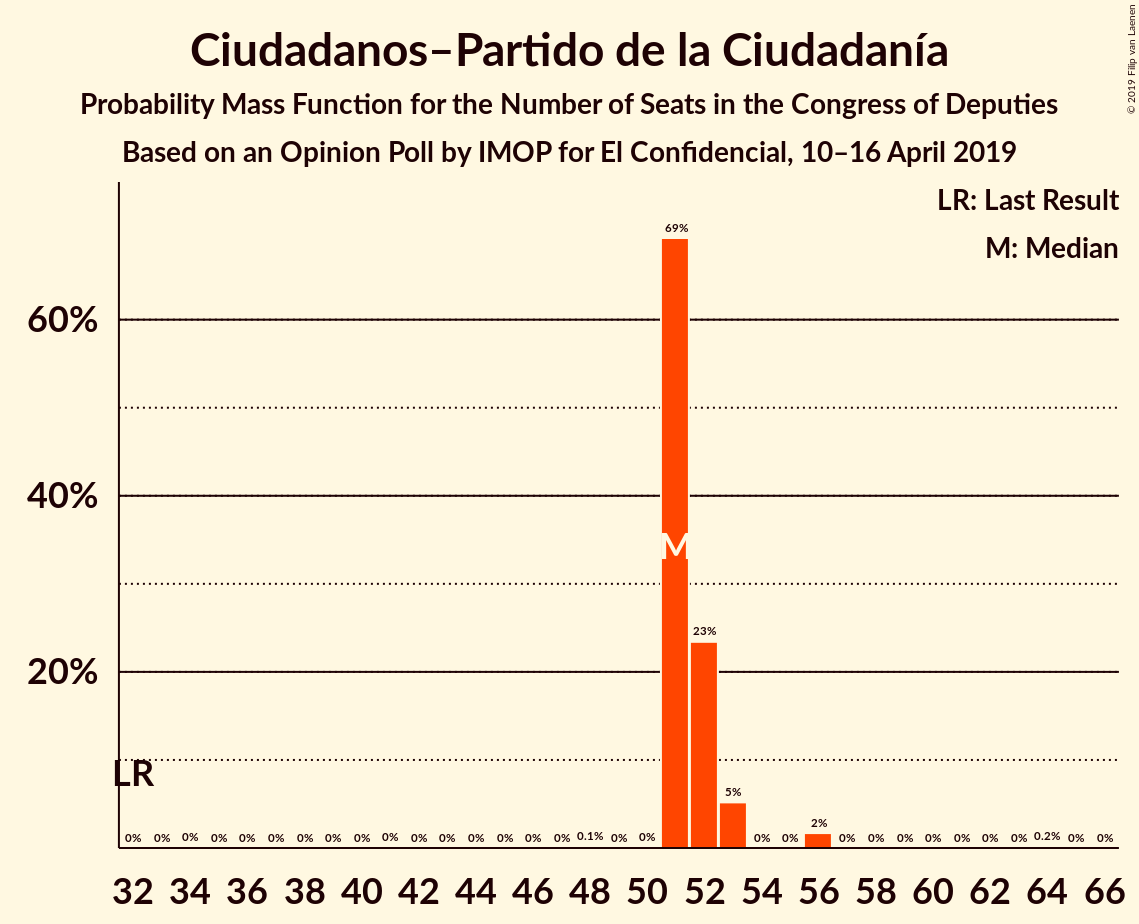 Ciudadanos–Partido de la Ciudadanía
Probability Mass Function for the Number of Seats in the Congress of Deputies
Based on an Opinion Poll by IMOP for El Confidencial, 10–16 April 2019
© 2019 Filip van Laenen
LR: Last Result
M: Median
69%
60%
40%
M
23%
20%
LR
5%
2%
0% 0% 0% 0% 0% 0% 0% 0% 0% 0% 0% 0% 0% 0% 0% 0% 0.1% 0% 0% 0% 0% 0% 0% 0% 0% 0% 0% 0% 0.2% 0% 0%
32 34 36 38 40 42 44 46 48 50 52 54 56 58 60 62 64 66